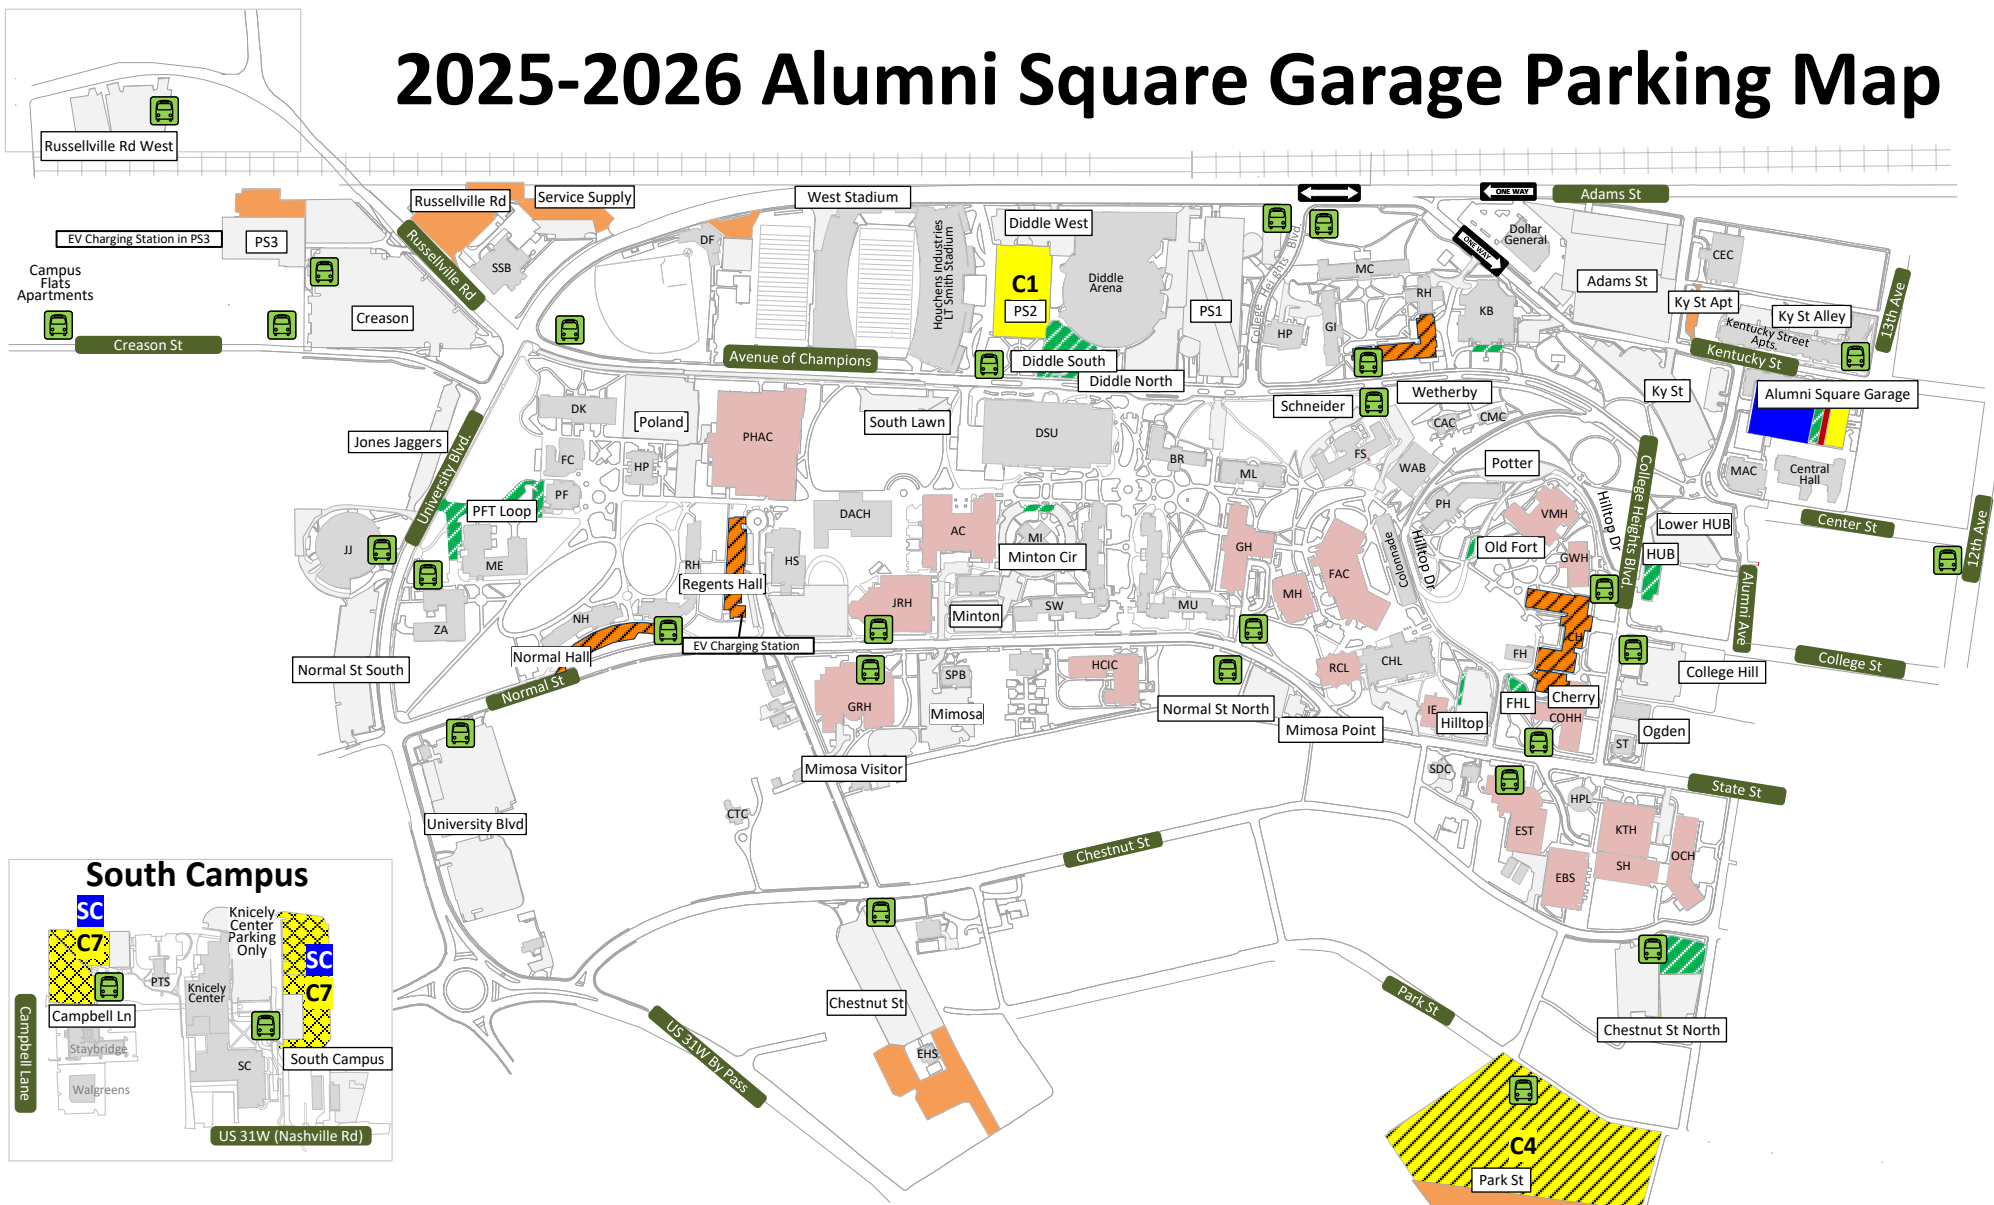 2025-2026 Alumni Square Garage Parking Map
Russellville Rd West
Russellville Rd
Service Supply
West Stadium
ONE WAY
Adams St
EV Charging Station in PS3
PS3
Russellville Rd
SSB
DF
Houchens Industries
LT Smith Stadium
Diddle West
C1
PS2
Diddle
Arena
PS1
College Heights Blvd.
MC
RH
HP
GI
KB
ONE WAY
Dollar
General
Adams St
CEC
Ky St Apt
Ky St Alley
Kentucky Street
Apts.
13th Ave
Campus
Flats
Apartments
Creason
Creason St
Avenue of Champions
Diddle South
Diddle North
Kentucky St
Wetherby
Schneider
Ky St
Alumni Square Garage
DK
Poland
PHAC
South Lawn
DSU
CAC
CMC
Jones Jaggers
University Blvd.
FC
HP
BR
ML
FS
WAB
Potter
MAC
Central
Hall
PF
PFT Loop
DACH
AC
MI
Minton Cir
PH
VMH
Hilltop Dr
College Heights Blvd
Lower HUB
Center St
12th Ave
JJ
ME
RH
HS
Regents Hall
GH
FAC
Colonade
Hilltop Dr
Old Fort
GWH
HUB
MH
JRH
Minton
SW
MU
ZA
NH
Normal Hall
EV Charging Station
CH
Alumni Ave
College St
Normal St South
Normal St
SPB
HCIC
RCL
CHL
FH
College Hill
GRH
Mimosa
Normal St North
IE
Hilltop
FHL
Cherry
COHH
Mimosa Point
Ogden
ST
Mimosa Visitor
SDC
State St
CTC
HPL
University Blvd
EST
KTH
Chestnut St
SH
OCH
EBS
South Campus
SC
C7
Knicely
Center
Parking
Only
SC
C7
PTS
Knicely
Center
Campbell Ln
Campbell Lane
Staybridge
Walgreens
SC
South Campus
US 31W (Nashville Rd)
Chestnut St
EHS
US 31W By Pass
Park St
Chestnut St North
C4
Park St